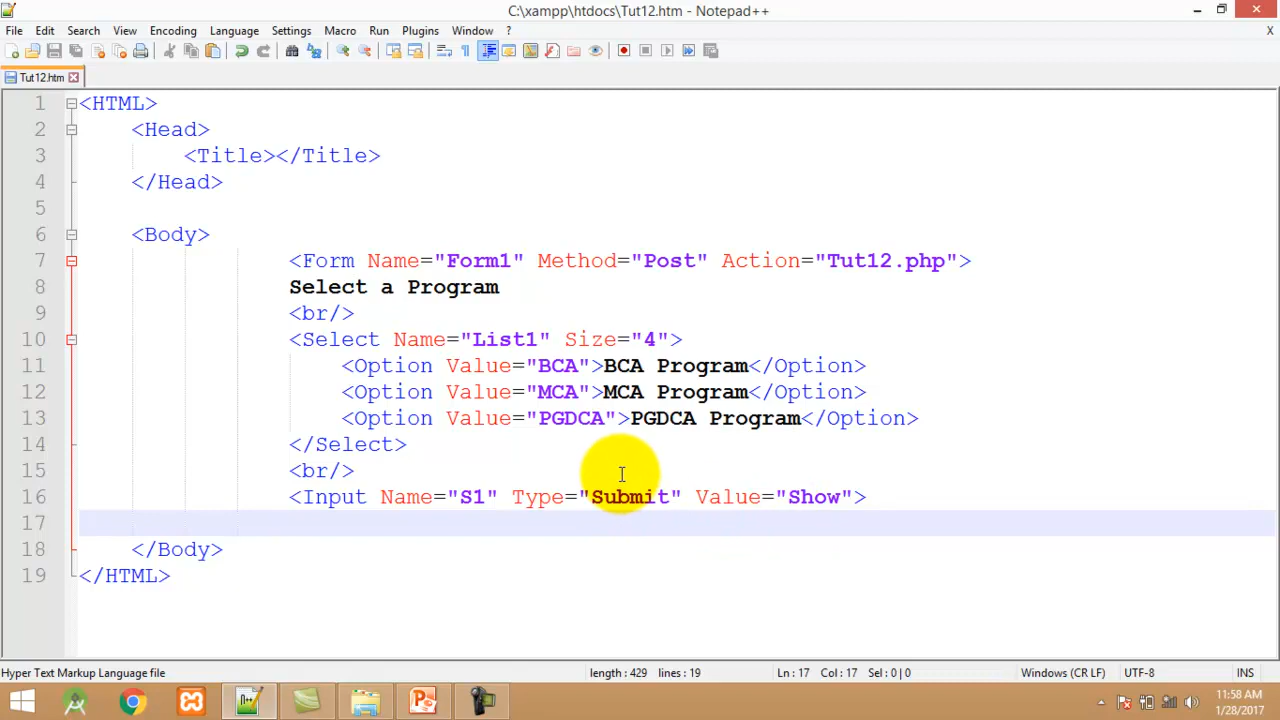 C:\xampp\htdocs\Tut12.htm - Notepad++
File Edit Search View Encoding Language Settings Macro Run Plugins Window ? X
Tut12.htm
1 <HTML>
2 <Head>
3 <Title></Title>
4 </Head>
5
6 <Body>
7 <Form Name="Form1" Method="Post" Action="Tut12.php">
8 Select a Program
9 <br/>
10 <Select Name="List1" Size="4">
11 <Option Value="BCA">BCA Program</Option>
12 <Option Value="MCA">MCA Program</Option>
13 <Option Value="PGDCA">PGDCA Program</Option>
14 </Select>
15 <br/>
16 <Input Name="S1" Type="Submit" Value="Show">
17
18 </Body>
19 </HTML>
Hyper Text Markup Language file length : 429 lines : 19 Ln : 17 Col : 17 Sel : 0 | 0 Windows (CR LF) UTF-8 INS
11:58 AM
1/28/2017